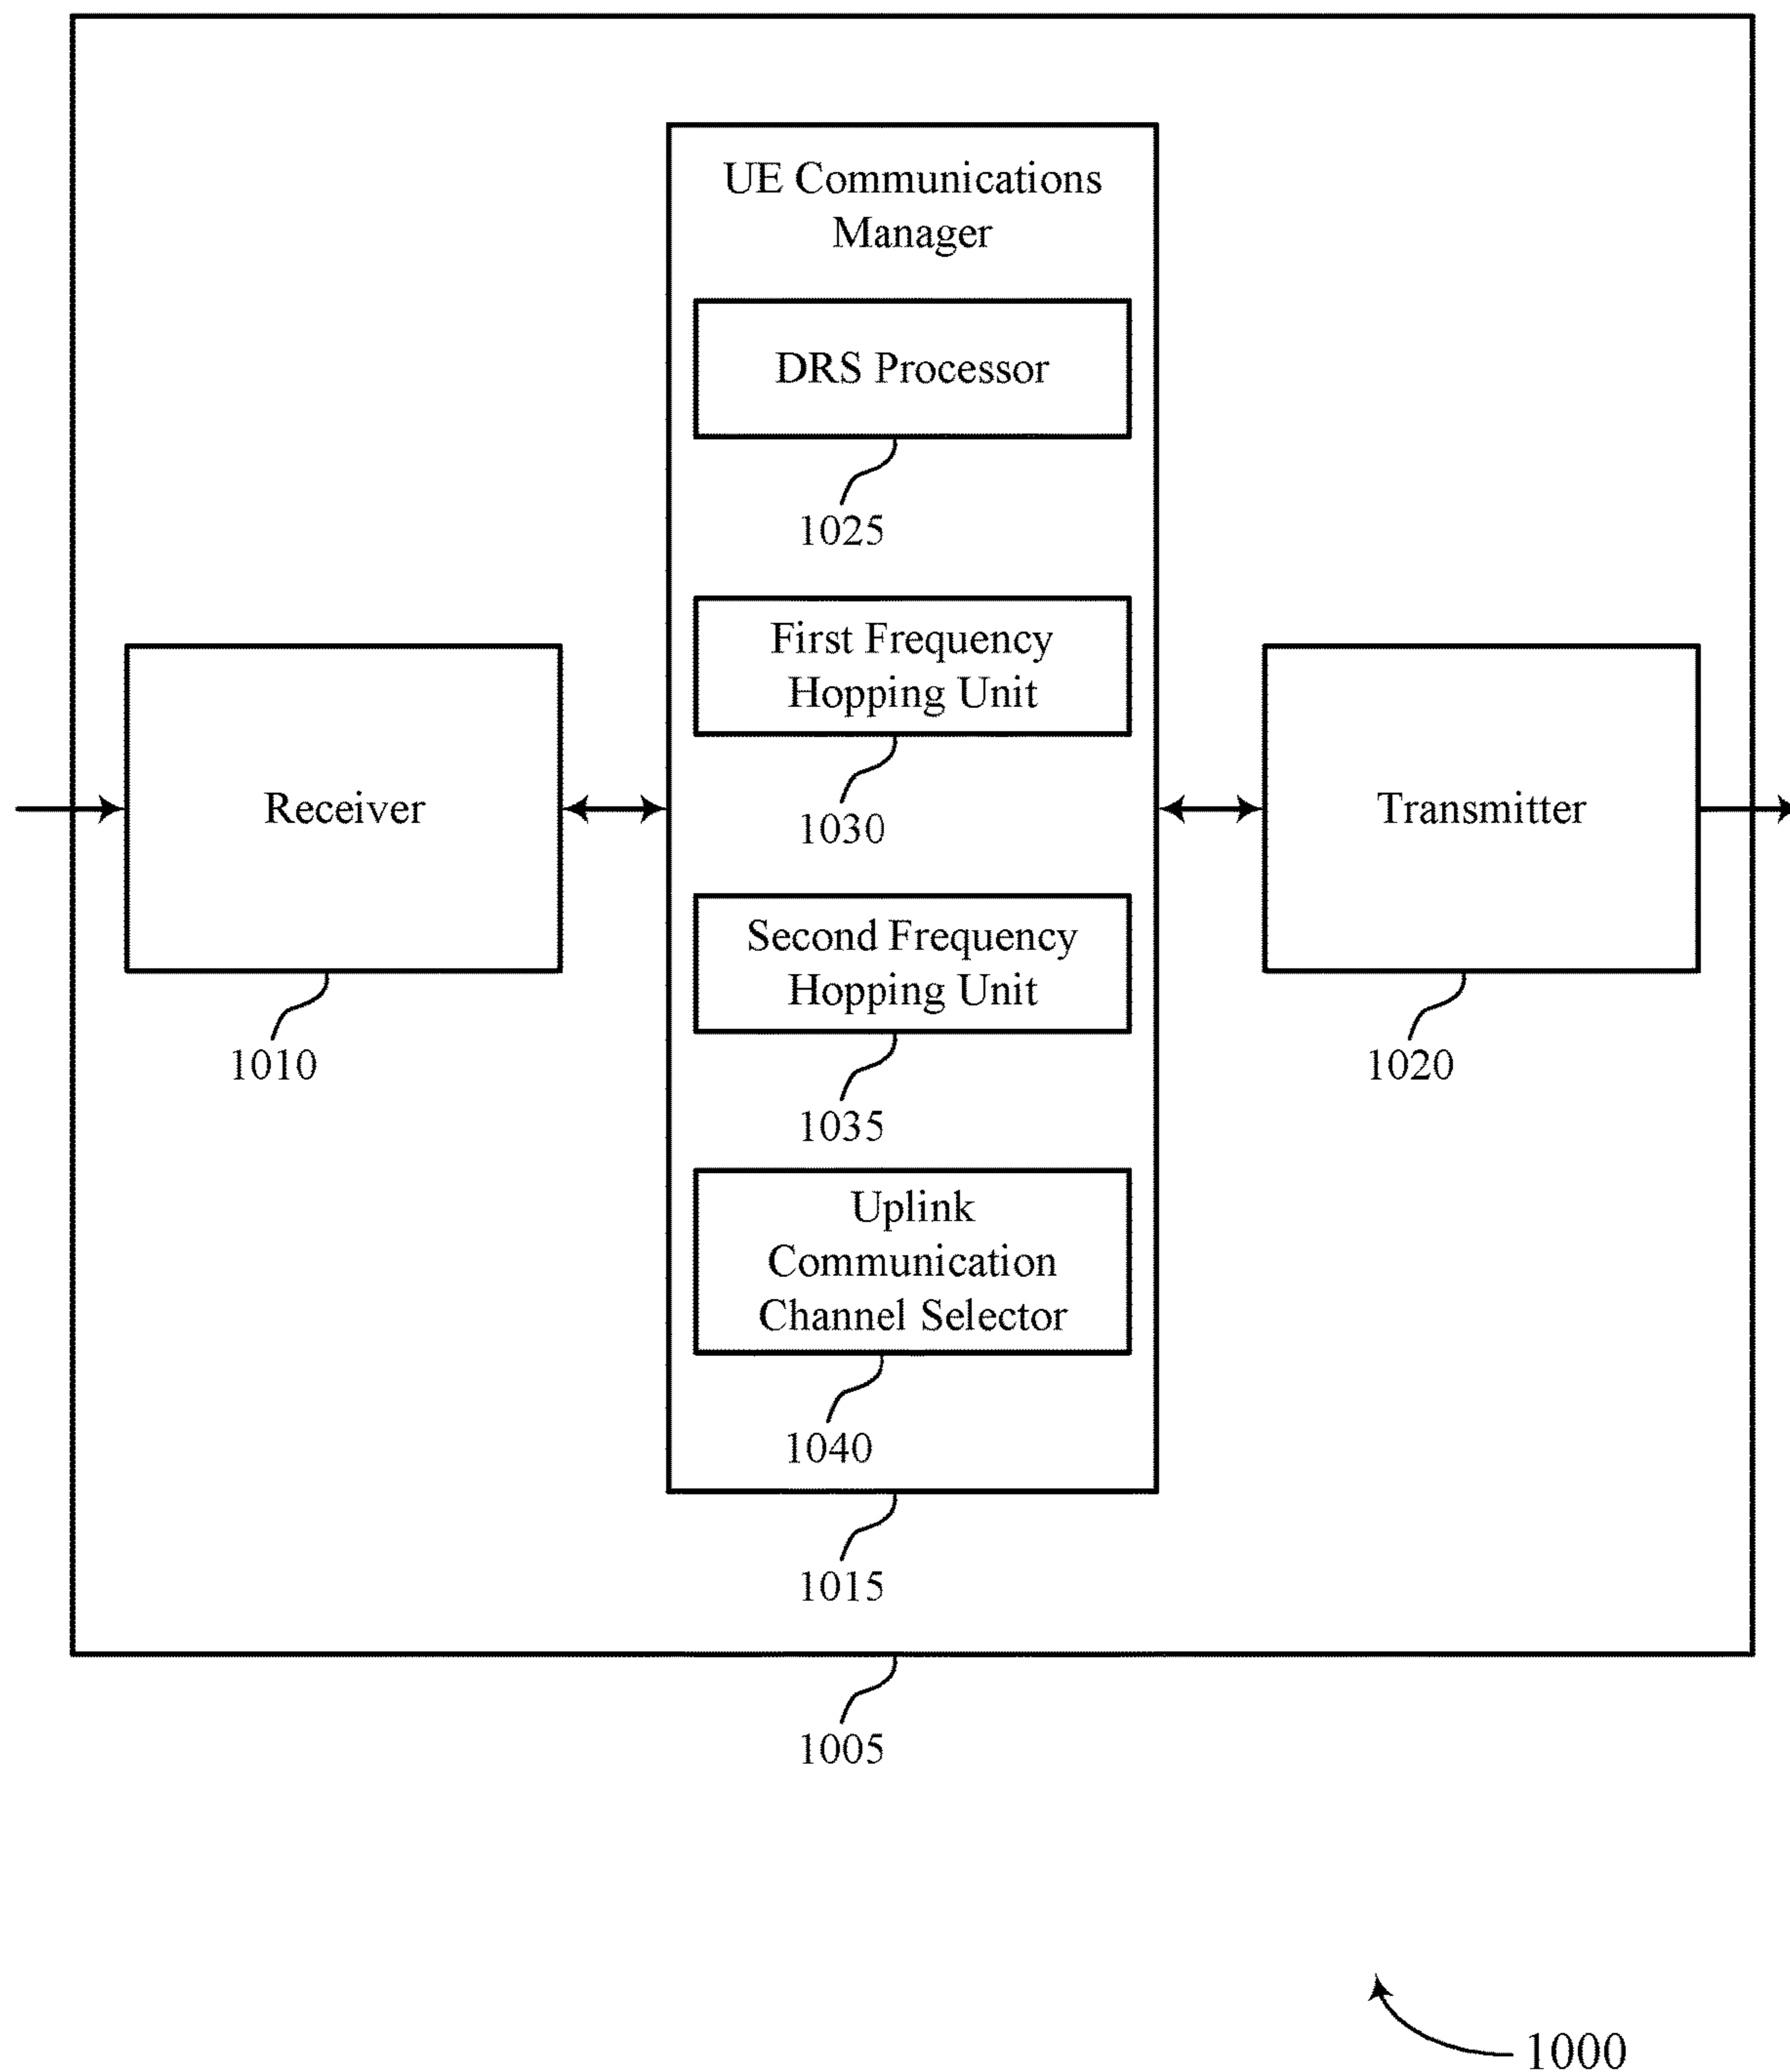 UE Communications
Manager
DRS Processor
1025
First Frequency
Hopping Unit
1030
Receiver
1010
Transmitter
1020
Second Frequency
Hopping Unit
1035
Uplink
Communication
Channel Selector
1040
1015
1005
1000